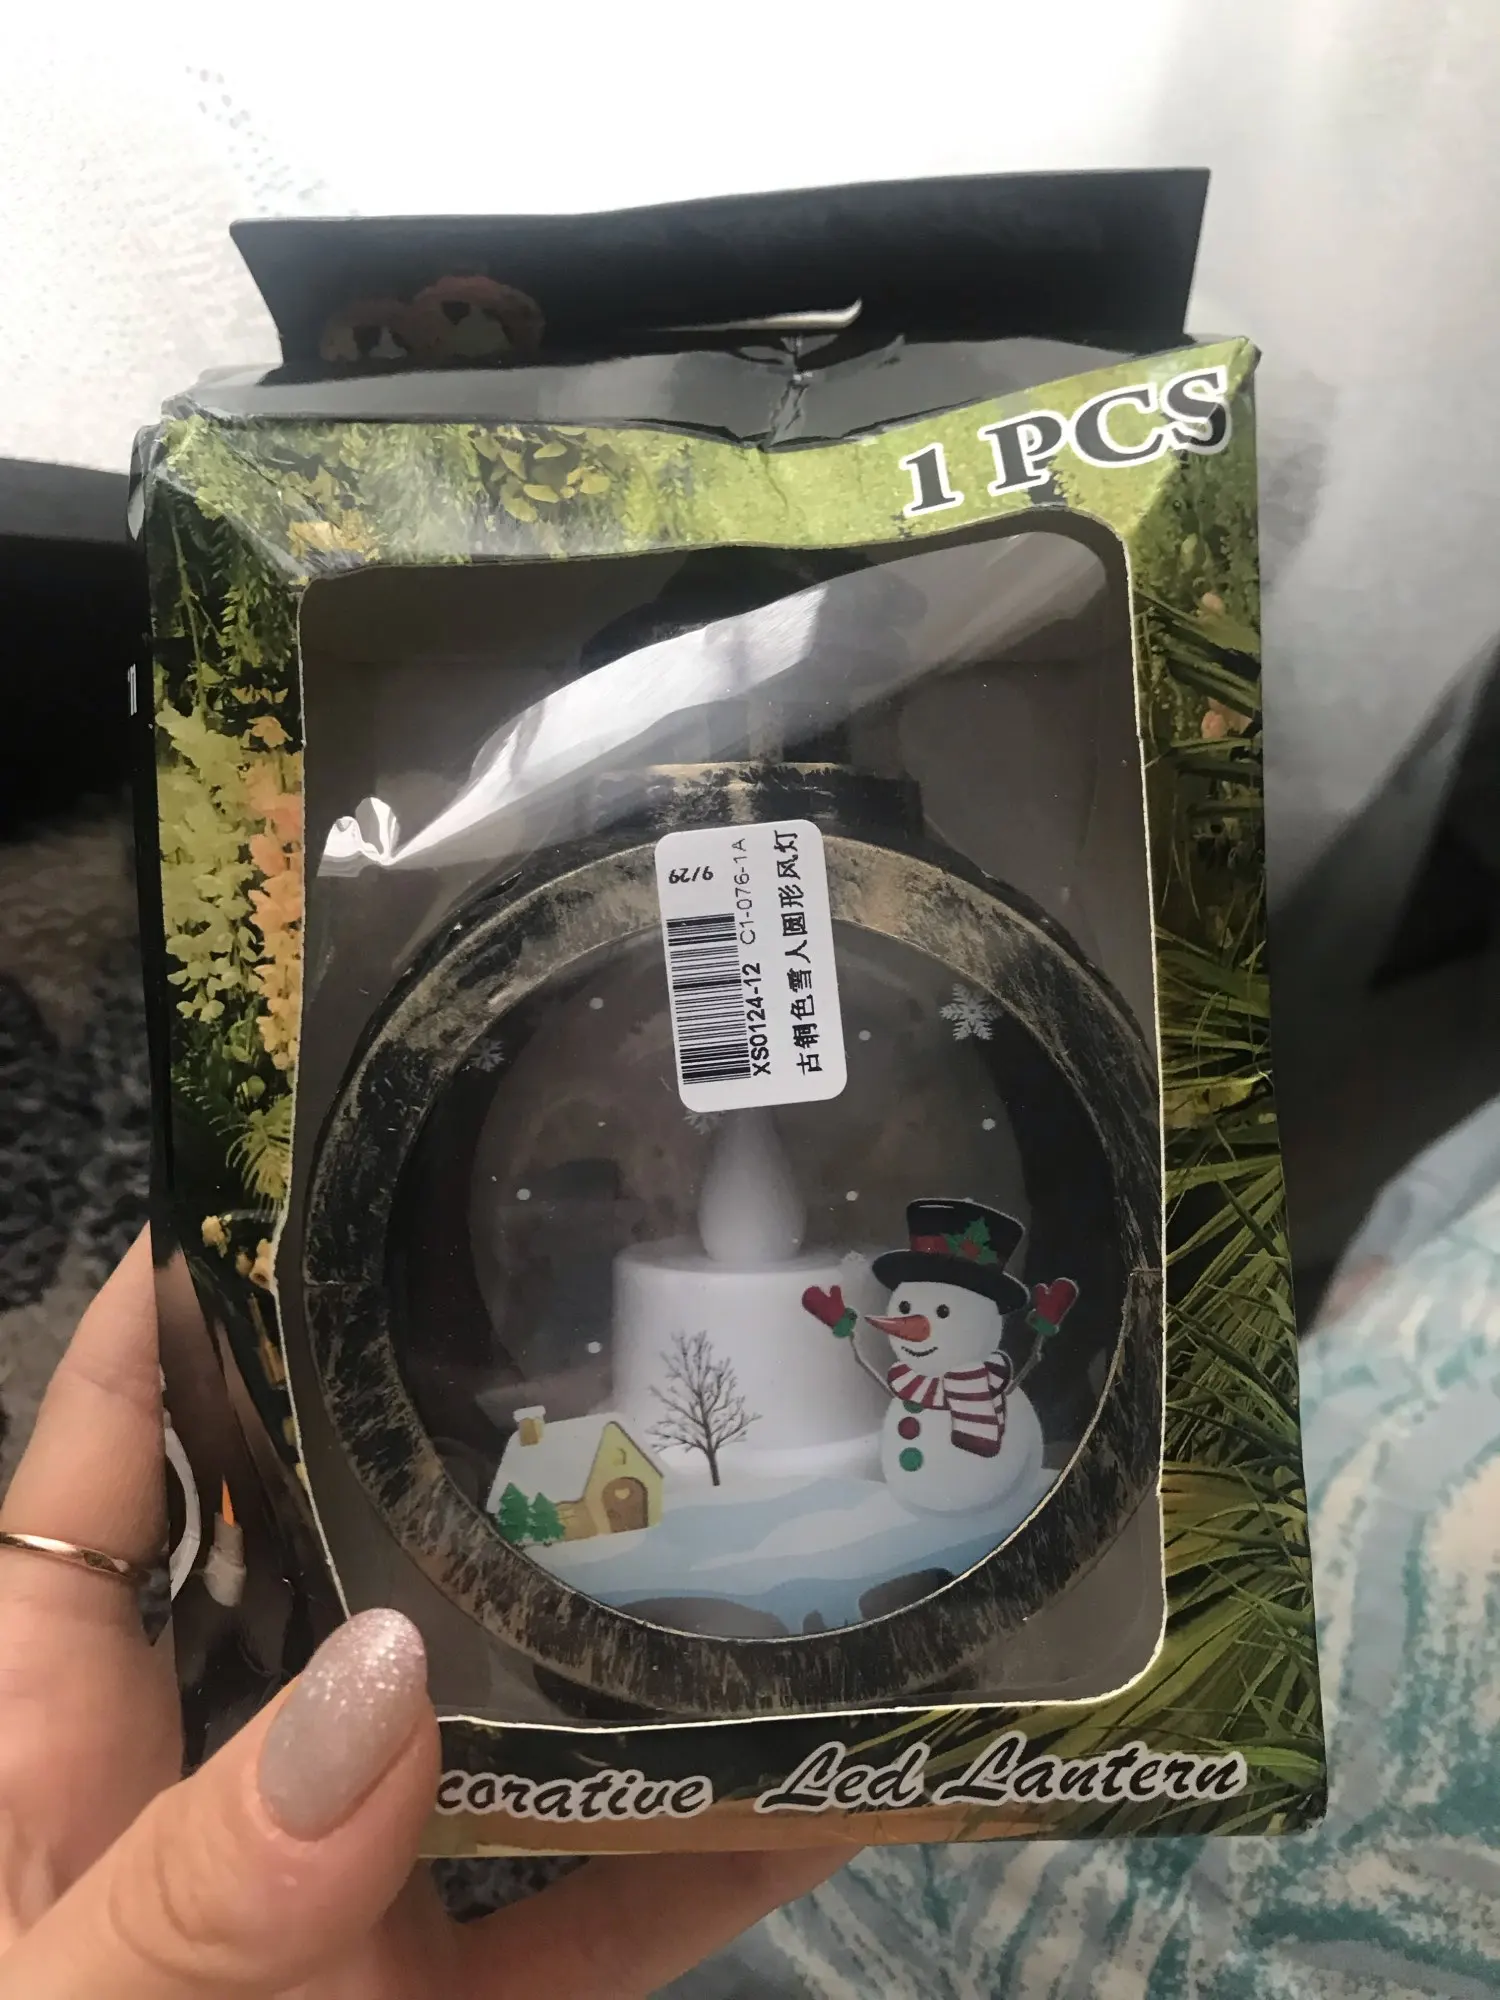 1 PCS
9/29
XS0124-12 C1-076-1A
古铜色雪人圆形风灯
corative Led Lantern